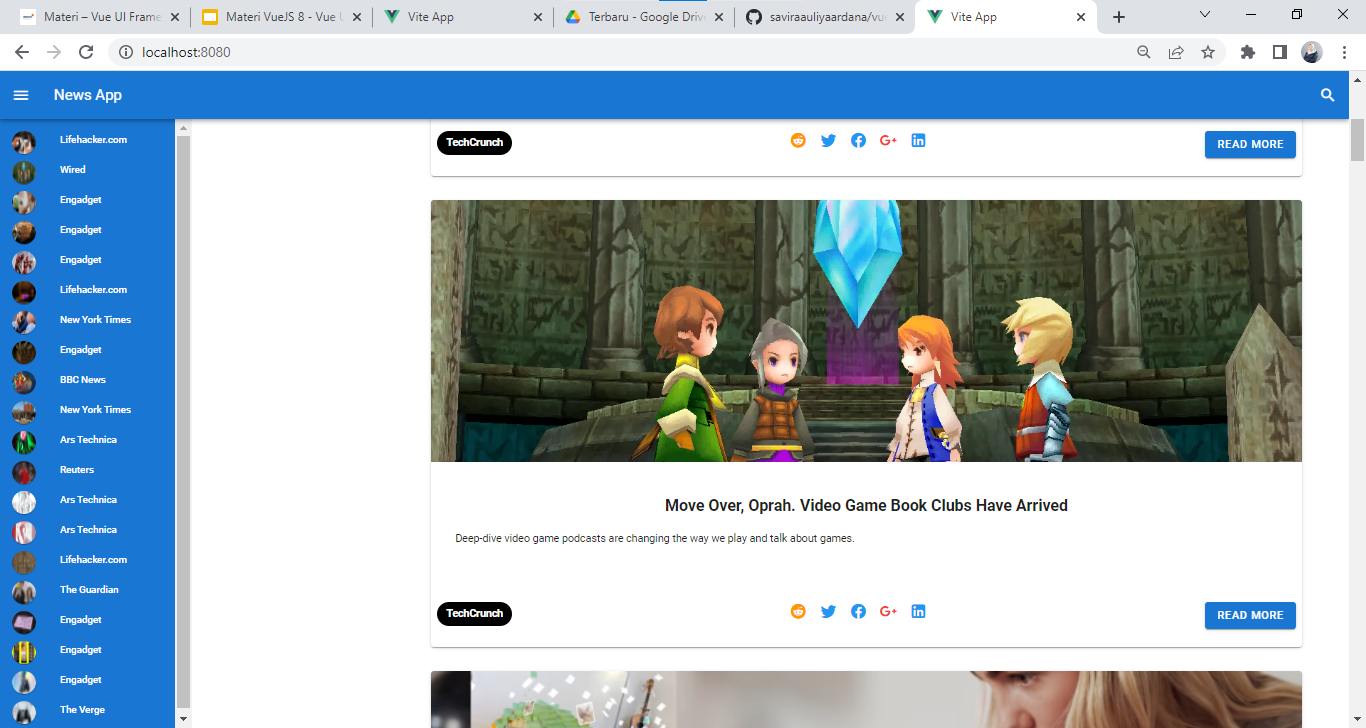 Materi – Vue UI Frame
Materi VueJS 8 - Vue U
Vite App
Terbaru - Google Drive
saviraauliyaardana/vue
Vite App
localhost:8080
News App
Lifehacker.com
Wired
Engadget
Engadget
Engadget
Lifehacker.com
New York Times
Engadget
BBC News
New York Times
Ars Technica
Reuters
Ars Technica
Ars Technica
Lifehacker.com
The Guardian
Engadget
Engadget
Engadget
The Verge
TechCrunch
G+
in
READ MORE
Move Over, Oprah. Video Game Book Clubs Have Arrived
Deep-dive video game podcasts are changing the way we play and talk about games.
TechCrunch
G+
in
READ MORE